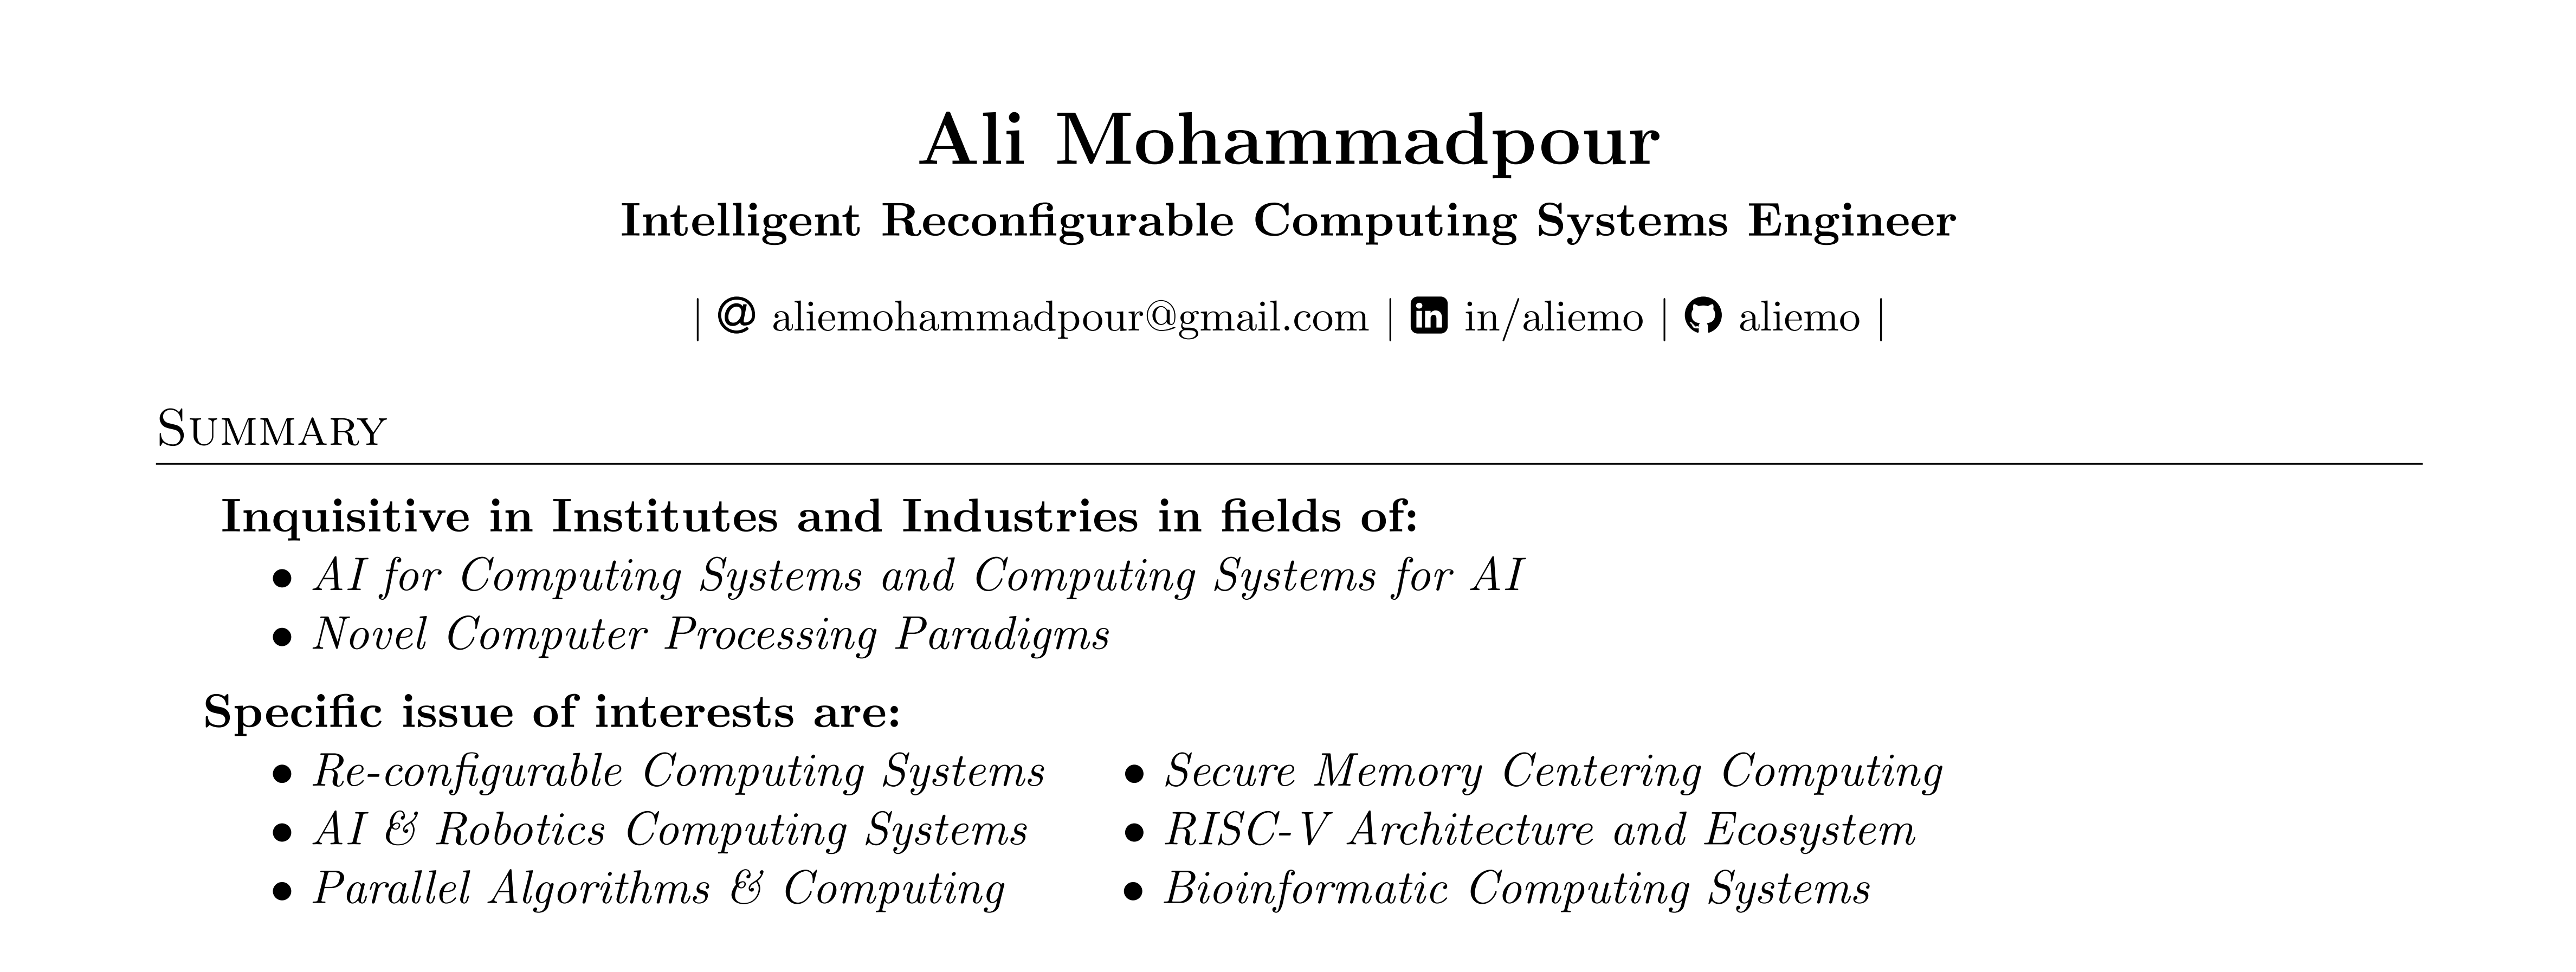 Ali Mohammadpour
Intelligent Reconfigurable Computing Systems Engineer
| @ aliemohammadpour@gmail.com | in in/aliemo | aliemo |
Summary
Inquisitive in Institutes and Industries in fields of:
• AI for Computing Systems and Computing Systems for AI
• Novel Computer Processing Paradigms
Specific issue of interests are:
• Re-configurable Computing Systems
• AI & Robotics Computing Systems
• Parallel Algorithms & Computing
• Secure Memory Centering Computing
• RISC-V Architecture and Ecosystem
• Bioinformatic Computing Systems